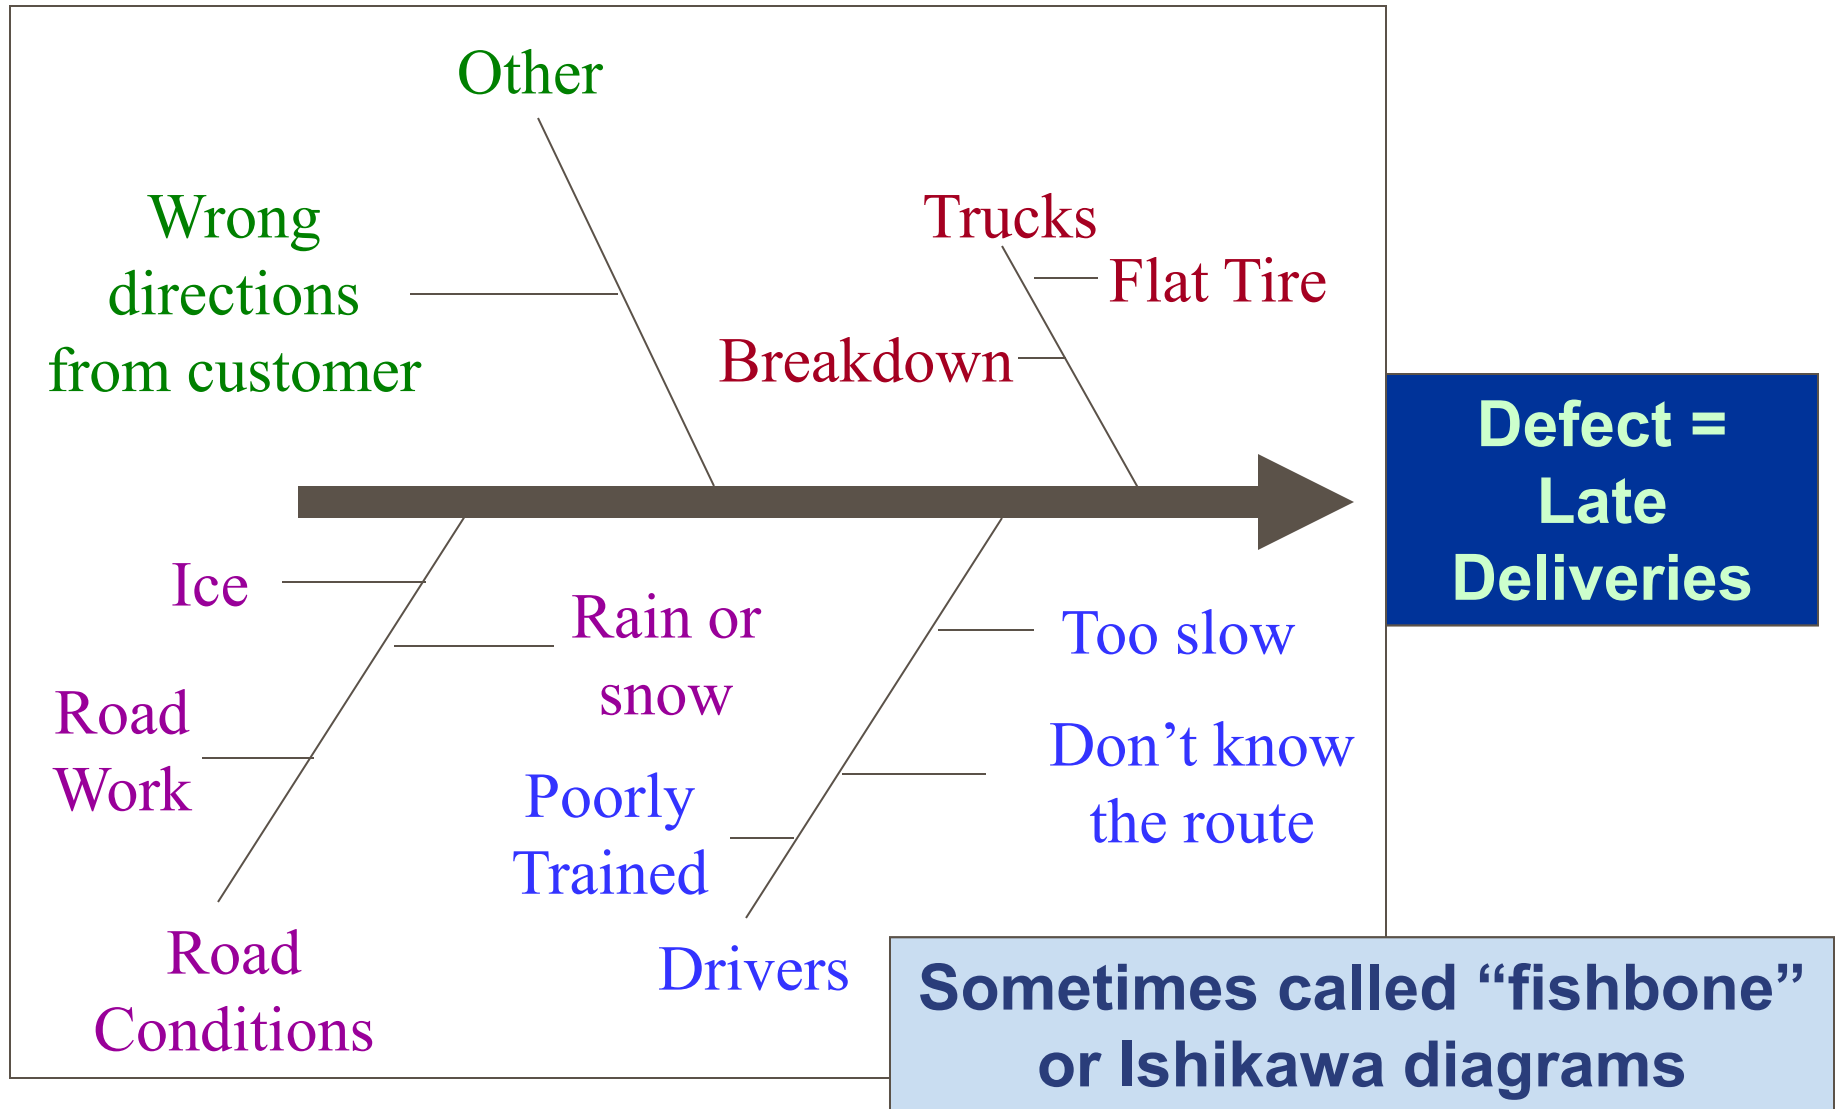 Other
Wrong
directions
from customer
Trucks
Flat Tire
Breakdown
Defect =
Late
Deliveries
Ice
Rain or
snow
Road
Work
Too slow
Don’t know
the route
Poorly
Trained
Road
Conditions
Drivers
Sometimes called “fishbone”
or Ishikawa diagrams